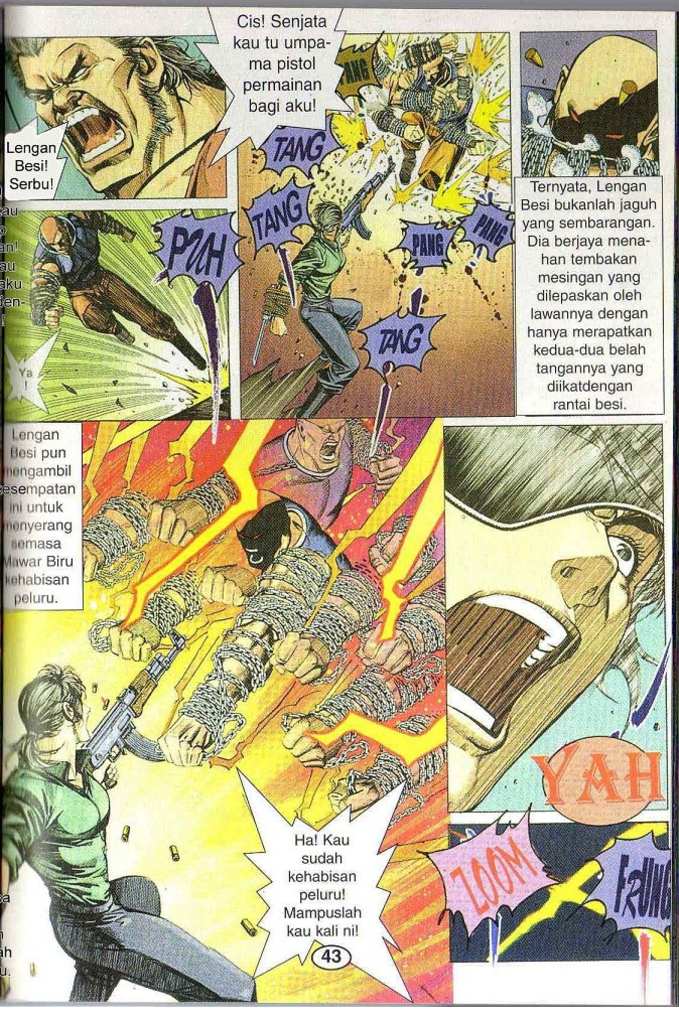 Lengan
Besi!
Serbu!
Cis! Senjata
kau tu umpa-
ma pistol
permainan
bagi aku!
TANG
TANG
PANG
PANG
TANG
Ternyata, Lengan
Besi bukanlah jaguh
yang sembarangan.
Dia berjaya mena-
han tembakan
mesingan yang
dilepaskan oleh
lawannya dengan
hanya merapatkan
kedua-dua belah
tangannya yang
diikatdengan
rantai besi.
Ya
!
Lengan
Besi pun
mengambil
kesempatan
ini untuk
menyerang
semasa
Mawar Biru
kehabisan
peluru.
Ha! Kau
sudah
kehabisan
peluru!
Mampuslah
kau kali ni!
43
YAH
ZOOM
FRUNG